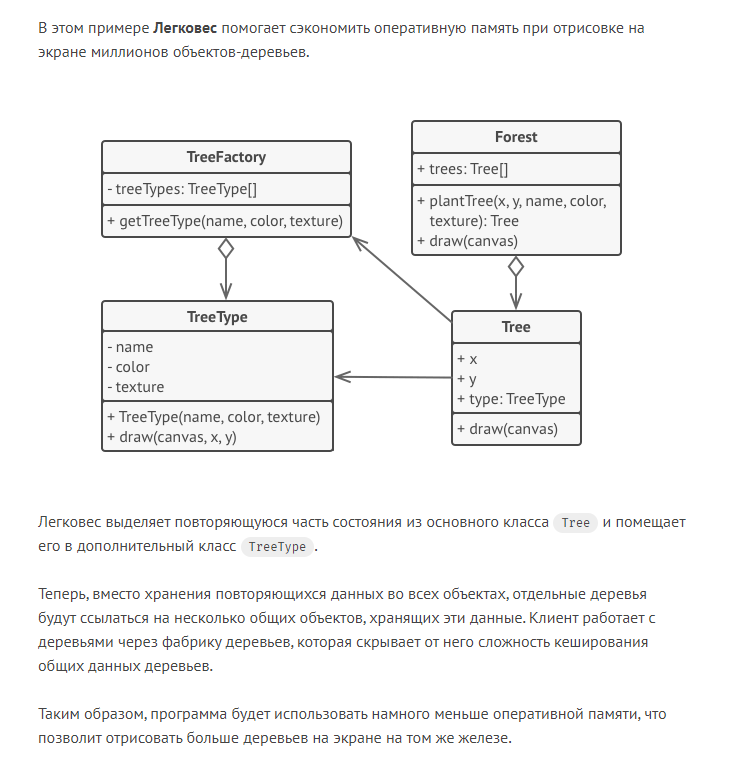 В этом примере Легковес помогает сэкономить оперативную память при отрисовке на
экране миллионов объектов-деревьев.
TreeFactory
- treeTypes: TreeType[]
+ getTreeType(name, color, texture)
Forest
+ trees: Tree[]
+ plantTree(x, y, name, color,
texture): Tree
+ draw(canvas)
TreeType
- name
- color
- texture
+ TreeType(name, color, texture)
+ draw(canvas, x, y)
Tree
+ x
+ y
+ type: TreeType
+ draw(canvas)
Легковес выделяет повторяющуюся часть состояния из основного класса Tree и помещает
его в дополнительный класс TreeType.
Теперь, вместо хранения повторяющихся данных во всех объектах, отдельные деревья
будут ссылаться на несколько общих объектов, хранящих эти данные. Клиент работает с
деревьями через фабрику деревьев, которая скрывает от него сложность кеширования
общих данных деревьев.
Таким образом, программа будет использовать намного меньше оперативной памяти, что
позволит отрисовать больше деревьев на экране на том же железе.